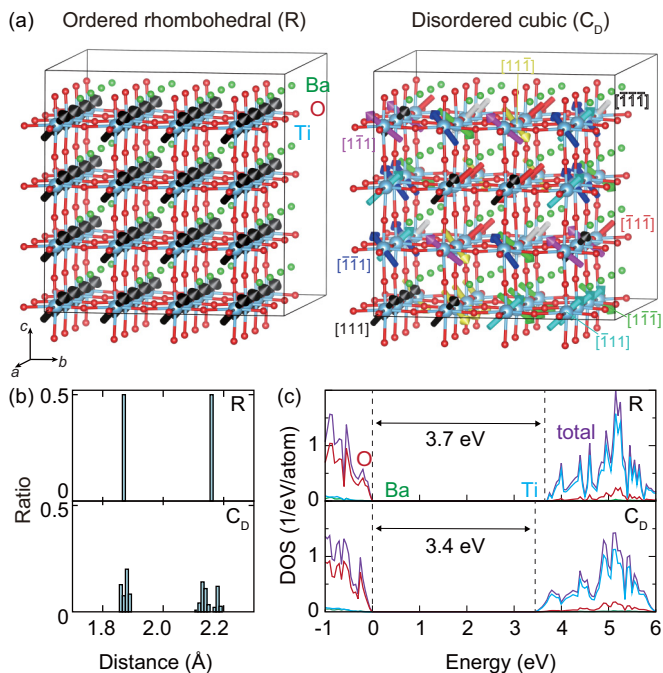 (a) Ordered rhombohedral (R) Disordered cubic (C_D)
[111̄]
Ba
O
Ti
[1̄1̄1̄]
[11̄1]
[1̄11̄]
[1̄1̄1]
[111]
[11̄1̄]
[1̄11]
c
a b
(b) (c)
0.5 R
0
0.5 C_D
0
Ratio
1.8 2.0 2.2
Distance (Å)
R
total
3.7 eV
O
Ba Ti
1
0
C_D
3.4 eV
1
0
DOS (1/eV/atom)
-1 0 1 2 3 4 5 6
Energy (eV)